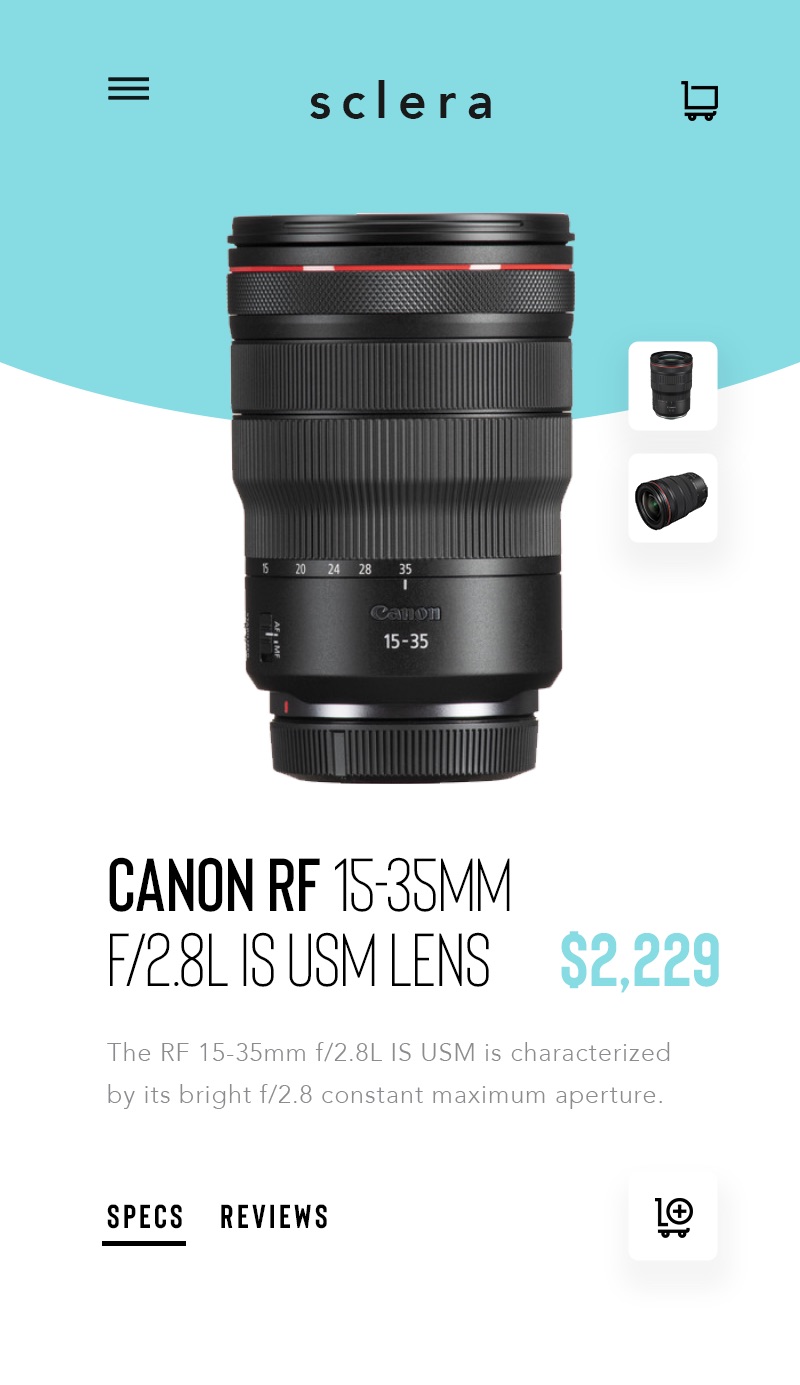 sclera
15 20 24 28 35
Canon
15-35
AF MF
CANON RF 15-35MM
F/2.8L IS USM LENS
$2,229
The RF 15-35mm f/2.8L IS USM is characterized
by its bright f/2.8 constant maximum aperture.
SPECS REVIEWS